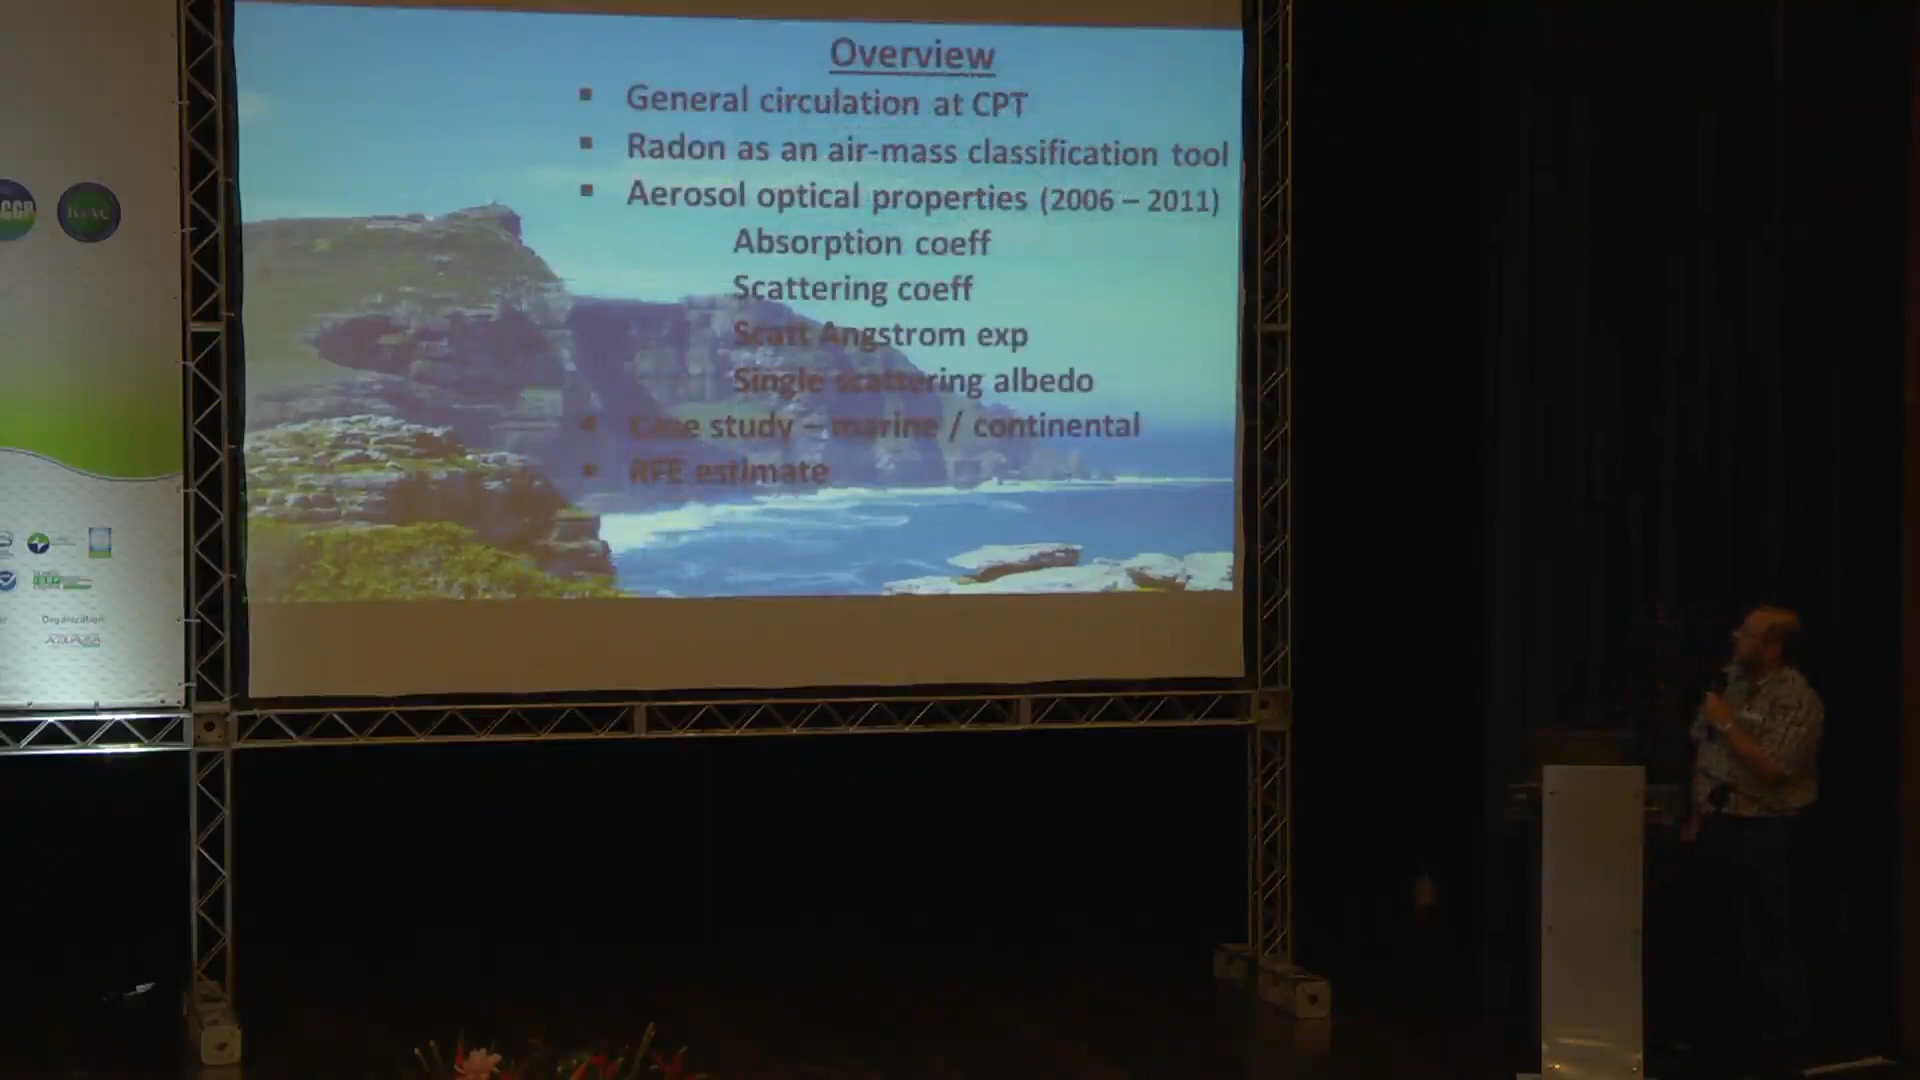 Overview
▪ General circulation at CPT
▪ Radon as an air-mass classification tool
▪ Aerosol optical properties (2006 – 2011)
Absorption coeff
Scattering coeff
Scatt Angstrom exp
Single scattering albedo
▪ Case study – marine / continental
▪ RFE estimate
Organization